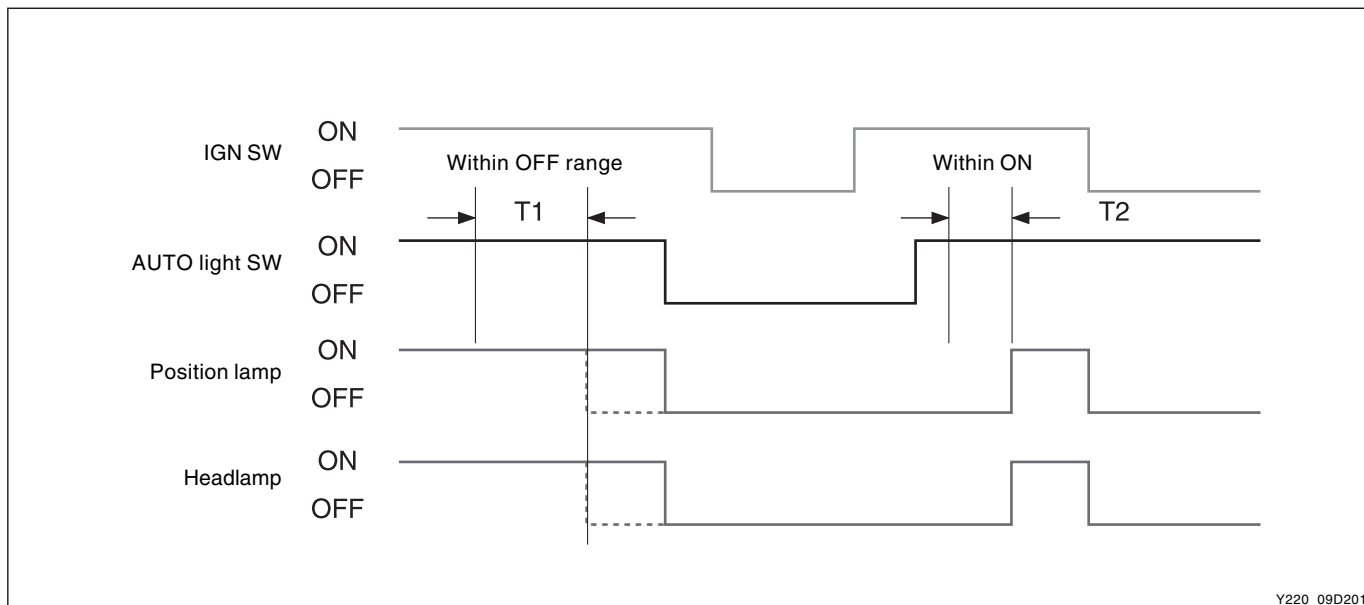 IGN SW
ON
OFF
Within OFF range
Within ON
T1
T2
AUTO light SW
ON
OFF
Position lamp
ON
OFF
Headlamp
ON
OFF
Y220_09D201